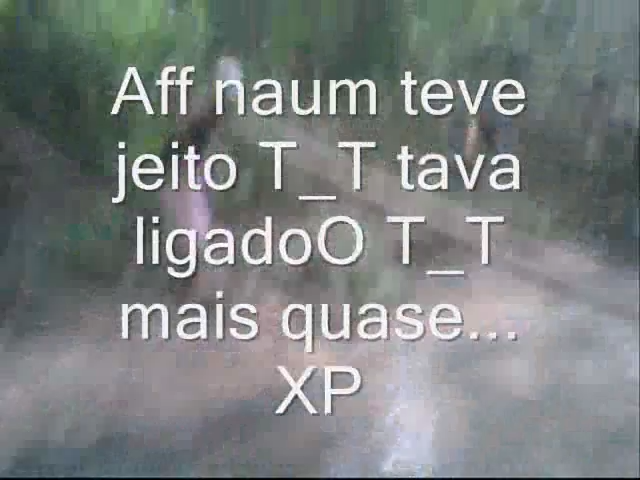 Aff naum teve
jeito T_T tava
ligadoO T_T
mais quase...
XP